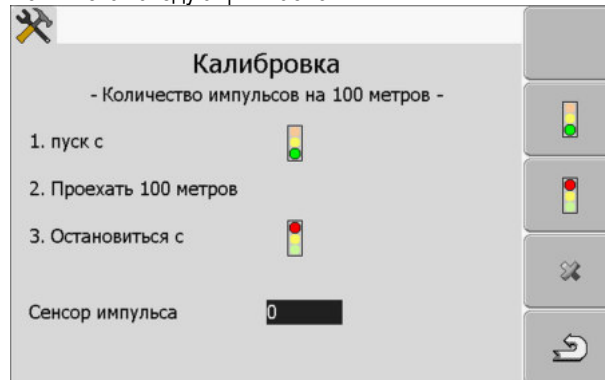 Калибровка
- Количество импульсов на 100 метров -
1. пуск с
2. Проехать 100 метров
3. Остановиться с
Сенсор импульса
0